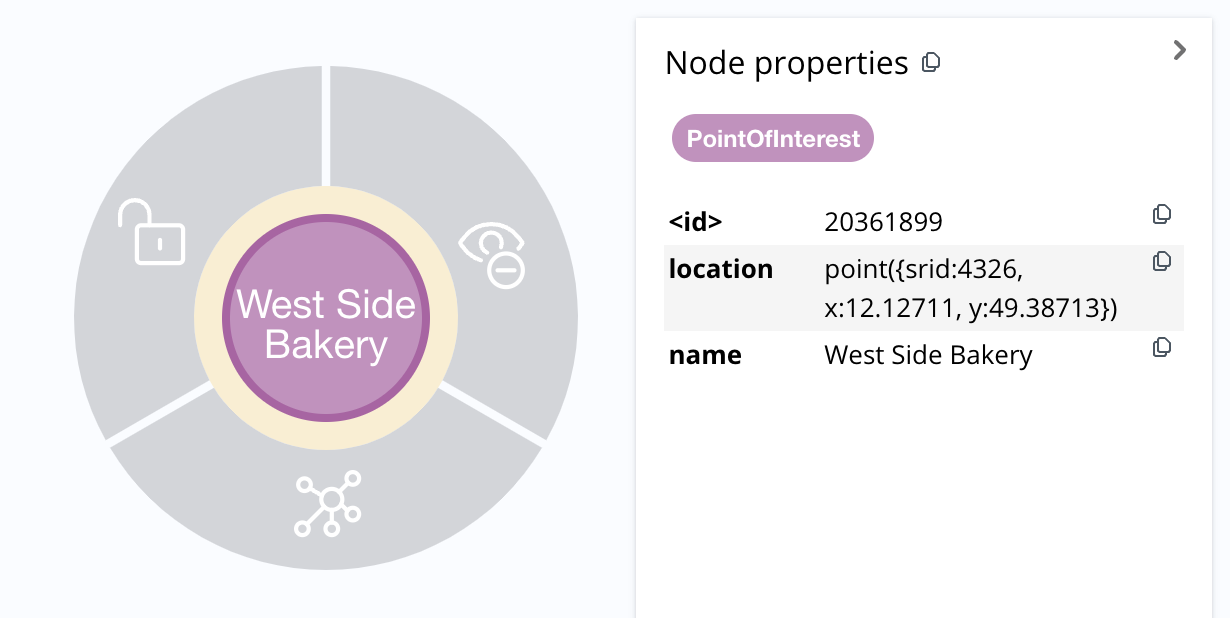 West Side
Bakery
Node properties
PointOfInterest
<id> 20361899
location point({srid:4326,
x:12.12711, y:49.38713})
name West Side Bakery